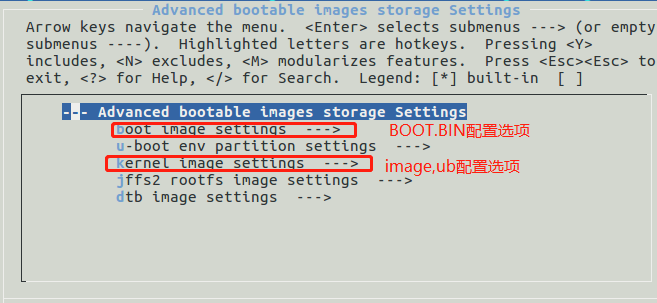 Advanced bootable images storage Settings
Arrow keys navigate the menu.  <Enter> selects submenus ---> (or empty
submenus ----).  Highlighted letters are hotkeys.  Pressing <Y>
includes, <N> excludes, <M> modularizes features.  Press <Esc><Esc> to
exit, <?> for Help, </> for Search.  Legend: [*] built-in  [ ]
--- Advanced bootable images storage Settings
boot image settings  ---> BOOT.BIN配置选项
u-boot env partition settings  --->
kernel image settings  ---> image,ub配置选项
jffs2 rootfs image settings  --->
dtb image settings  --->